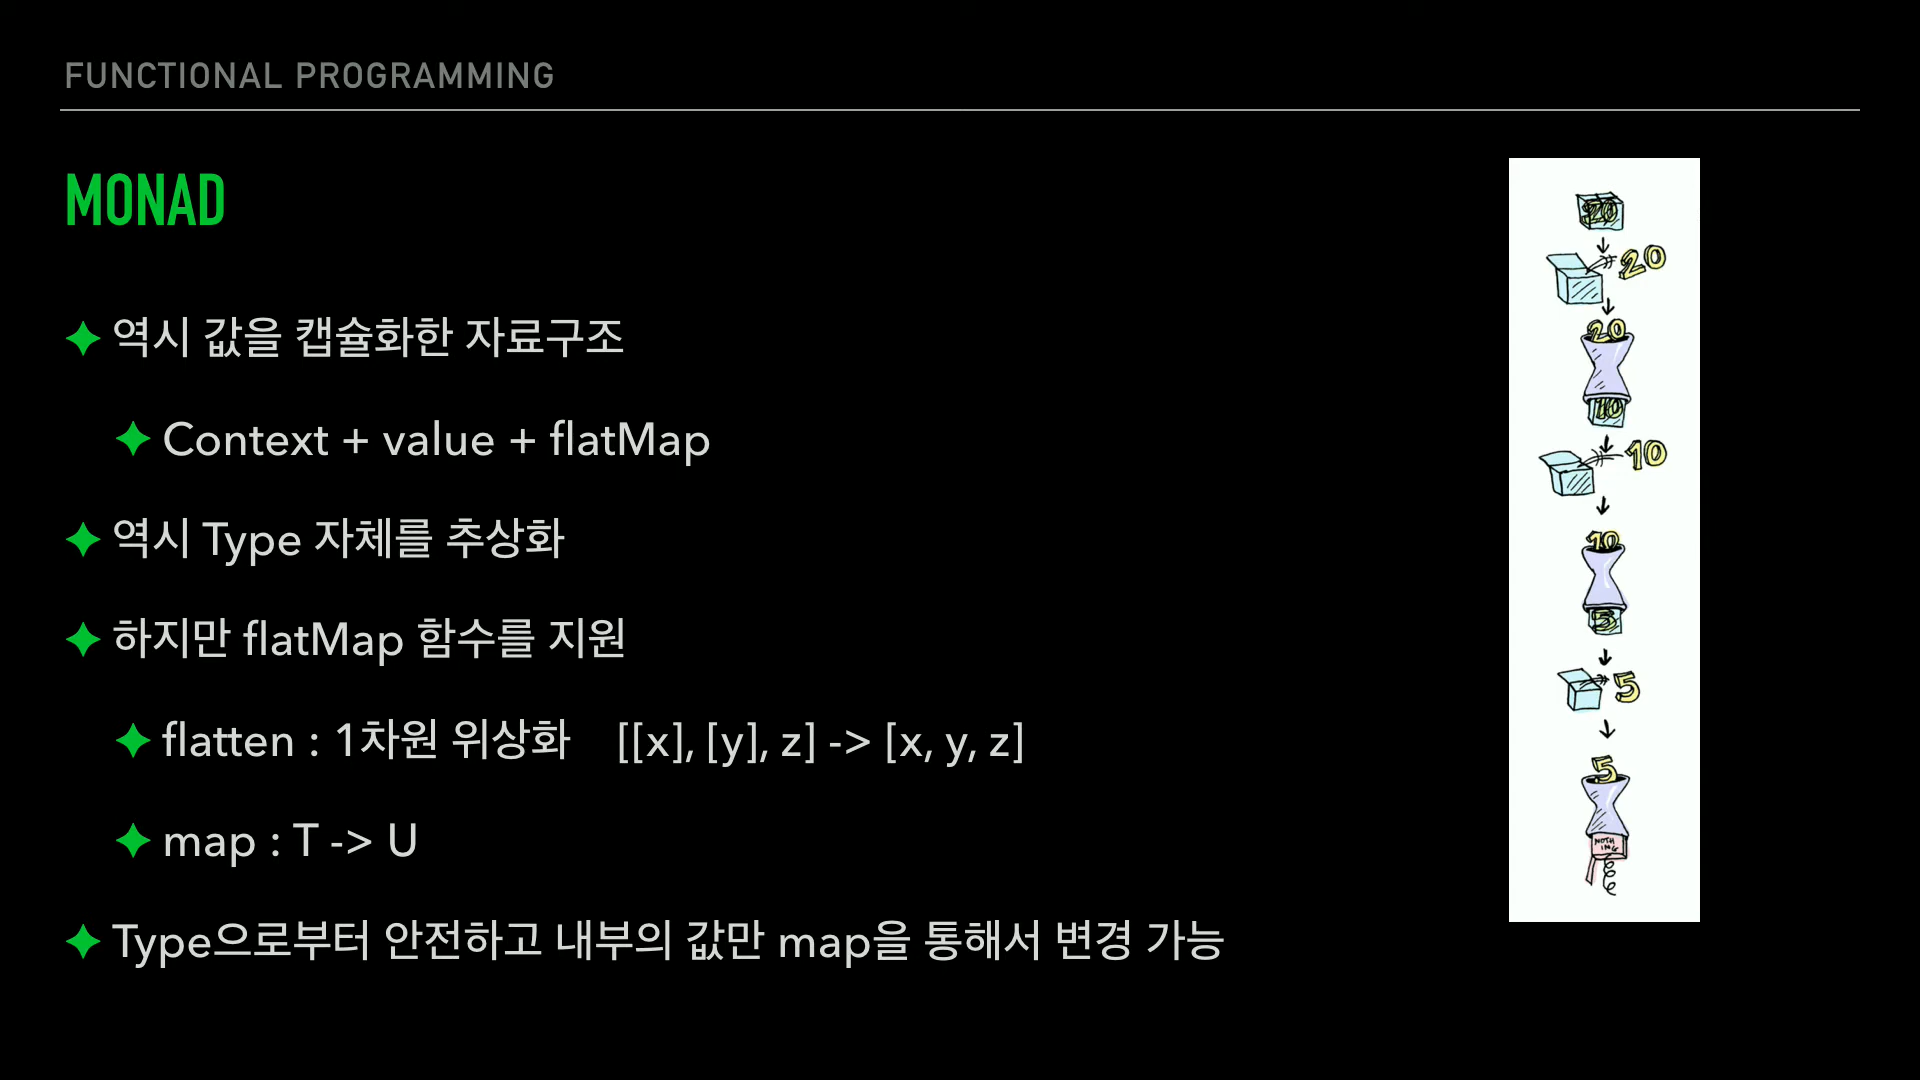 FUNCTIONAL PROGRAMMING
MONAD
역시 값을 캡슐화한 자료구조
Context + value + flatMap
역시 Type 자체를 추상화
하지만 flatMap 함수를 지원
flatten : 1차원 위상화 [[x], [y], z] -> [x, y, z]
map : T -> U
Type으로부터 안전하고 내부의 값만 map을 통해서 변경 가능
20
20
20
10
10
10
5
5
5
NOTH
ING